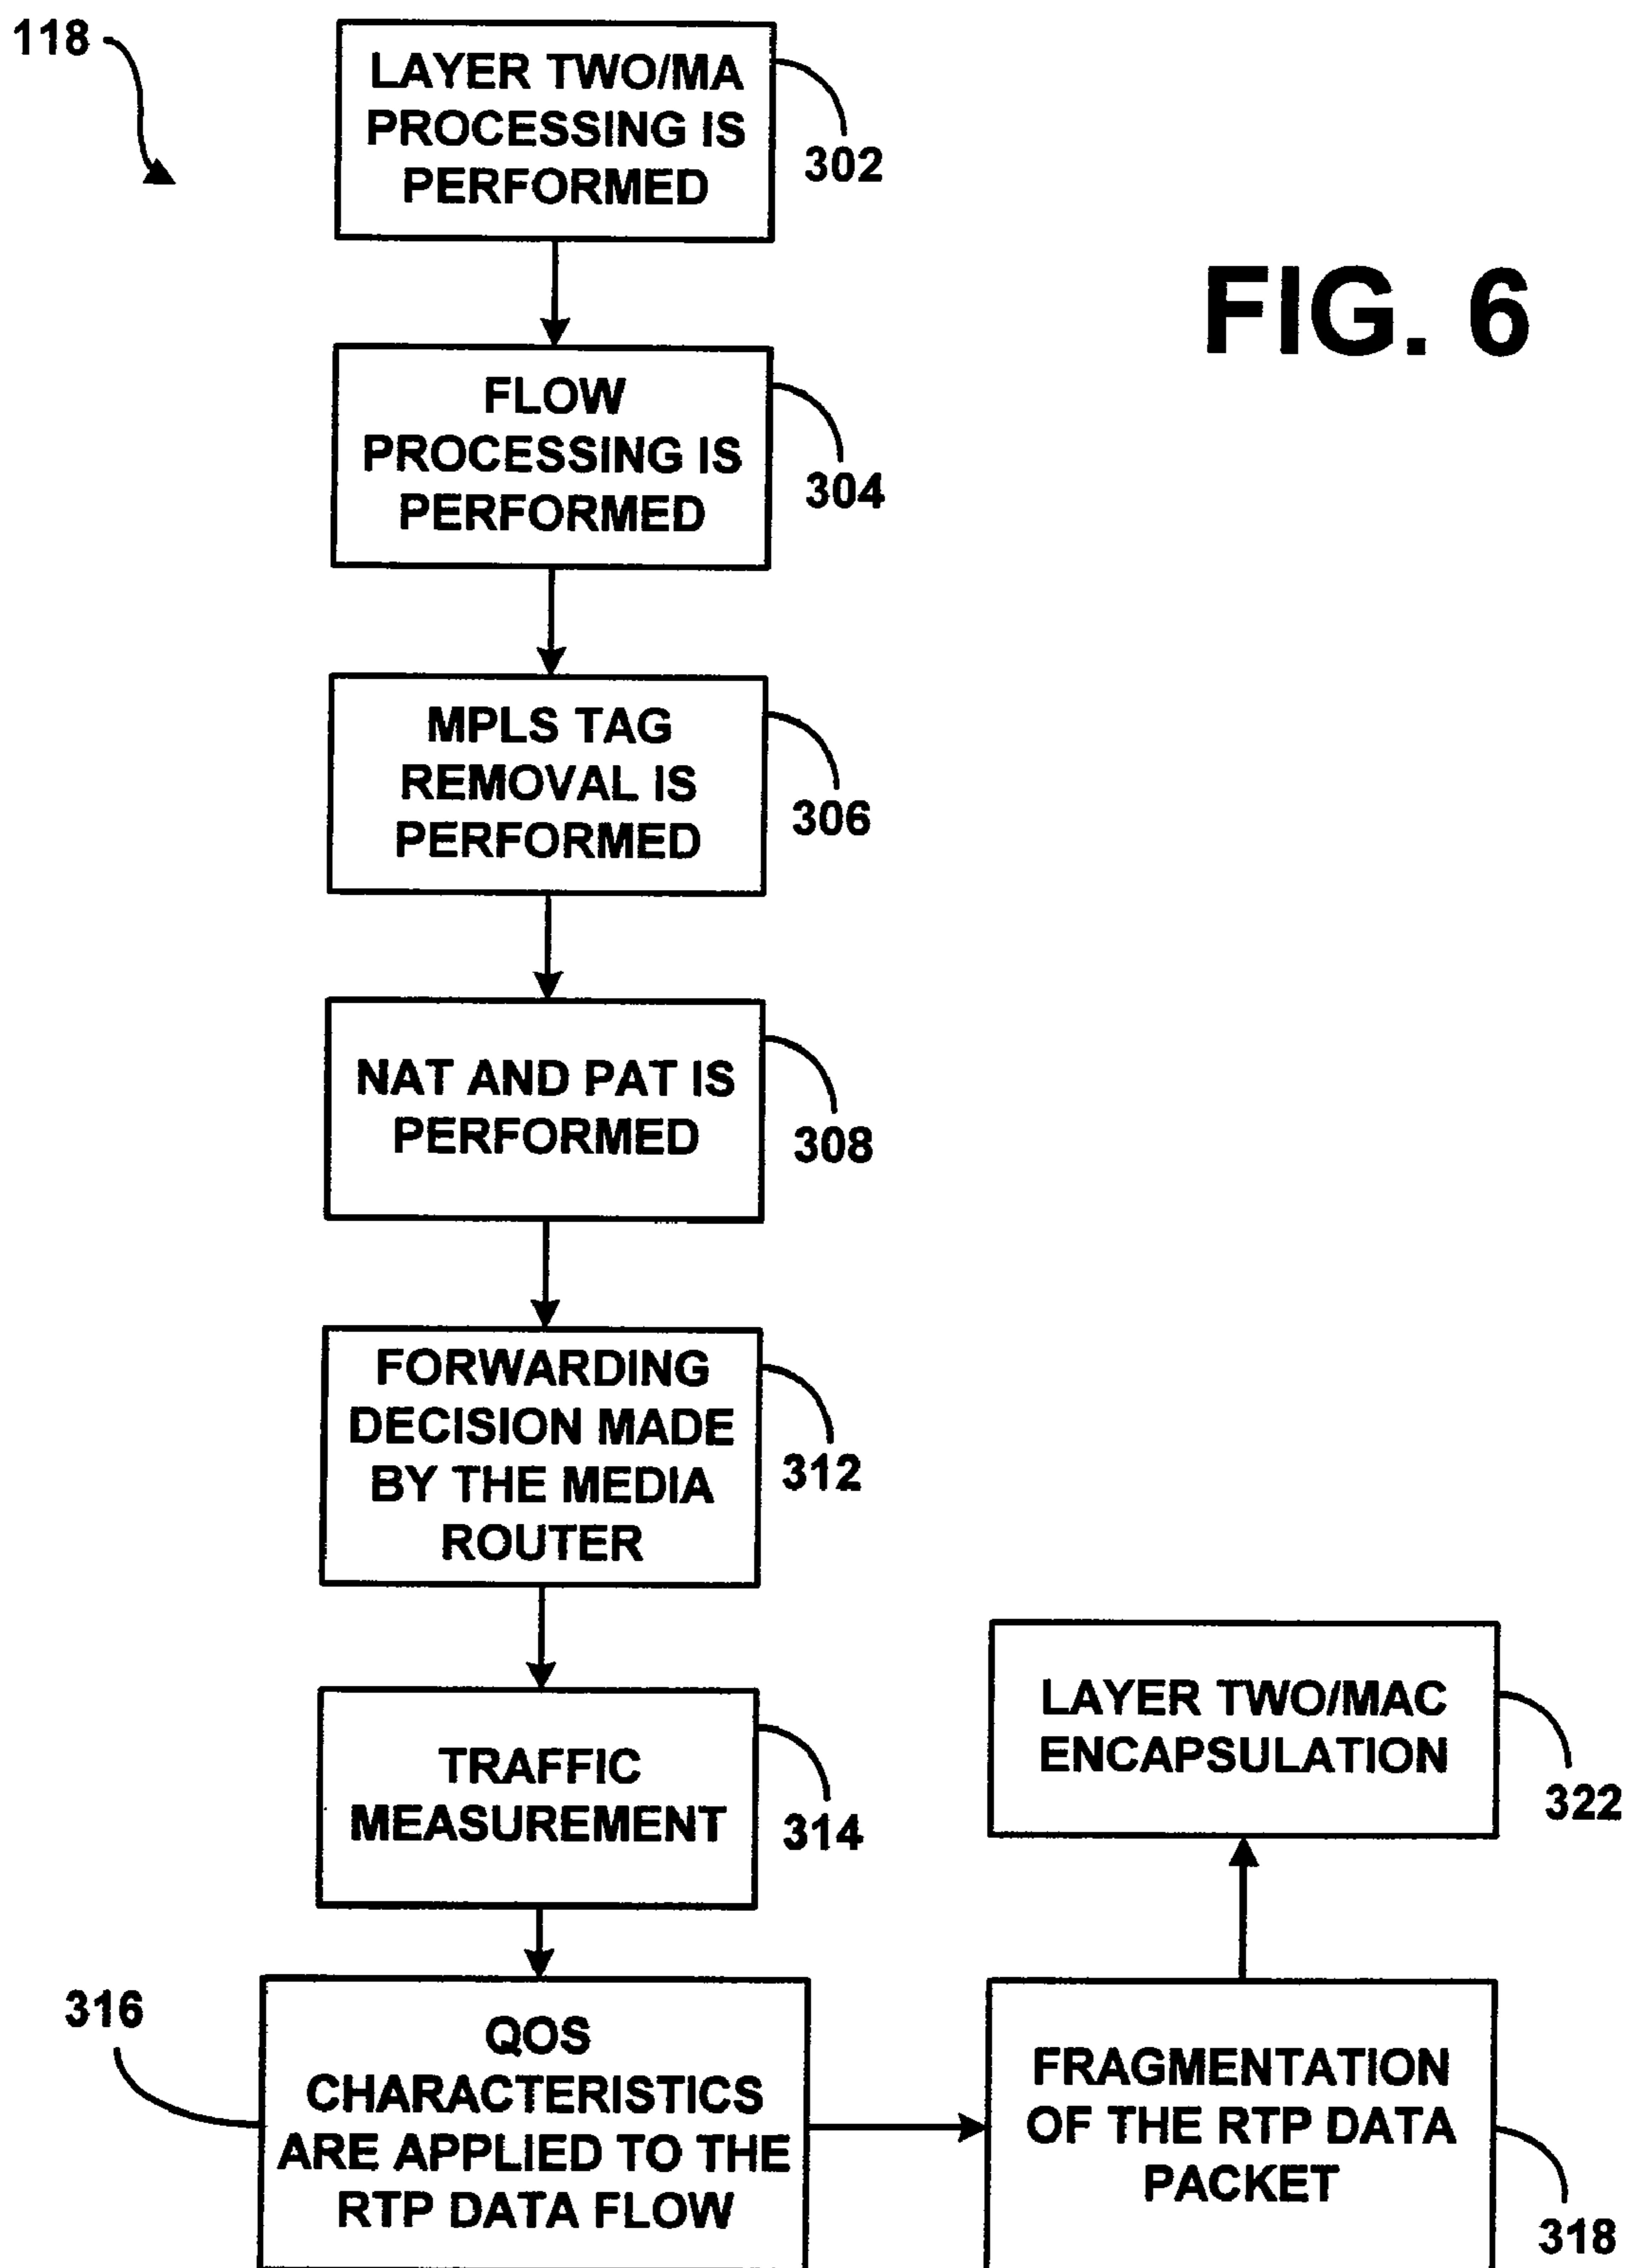 118
LAYER TWO/MA
PROCESSING IS
PERFORMED
302
FIG. 6
FLOW
PROCESSING IS
PERFORMED
304
MPLS TAG
REMOVAL IS
PERFORMED
306
NAT AND PAT IS
PERFORMED
308
FORWARDING
DECISION MADE
BY THE MEDIA
ROUTER
312
TRAFFIC
MEASUREMENT
314
316
QOS
CHARACTERISTICS
ARE APPLIED TO THE
RTP DATA FLOW
FRAGMENTATION
OF THE RTP DATA
PACKET
318
LAYER TWO/MAC
ENCAPSULATION
322